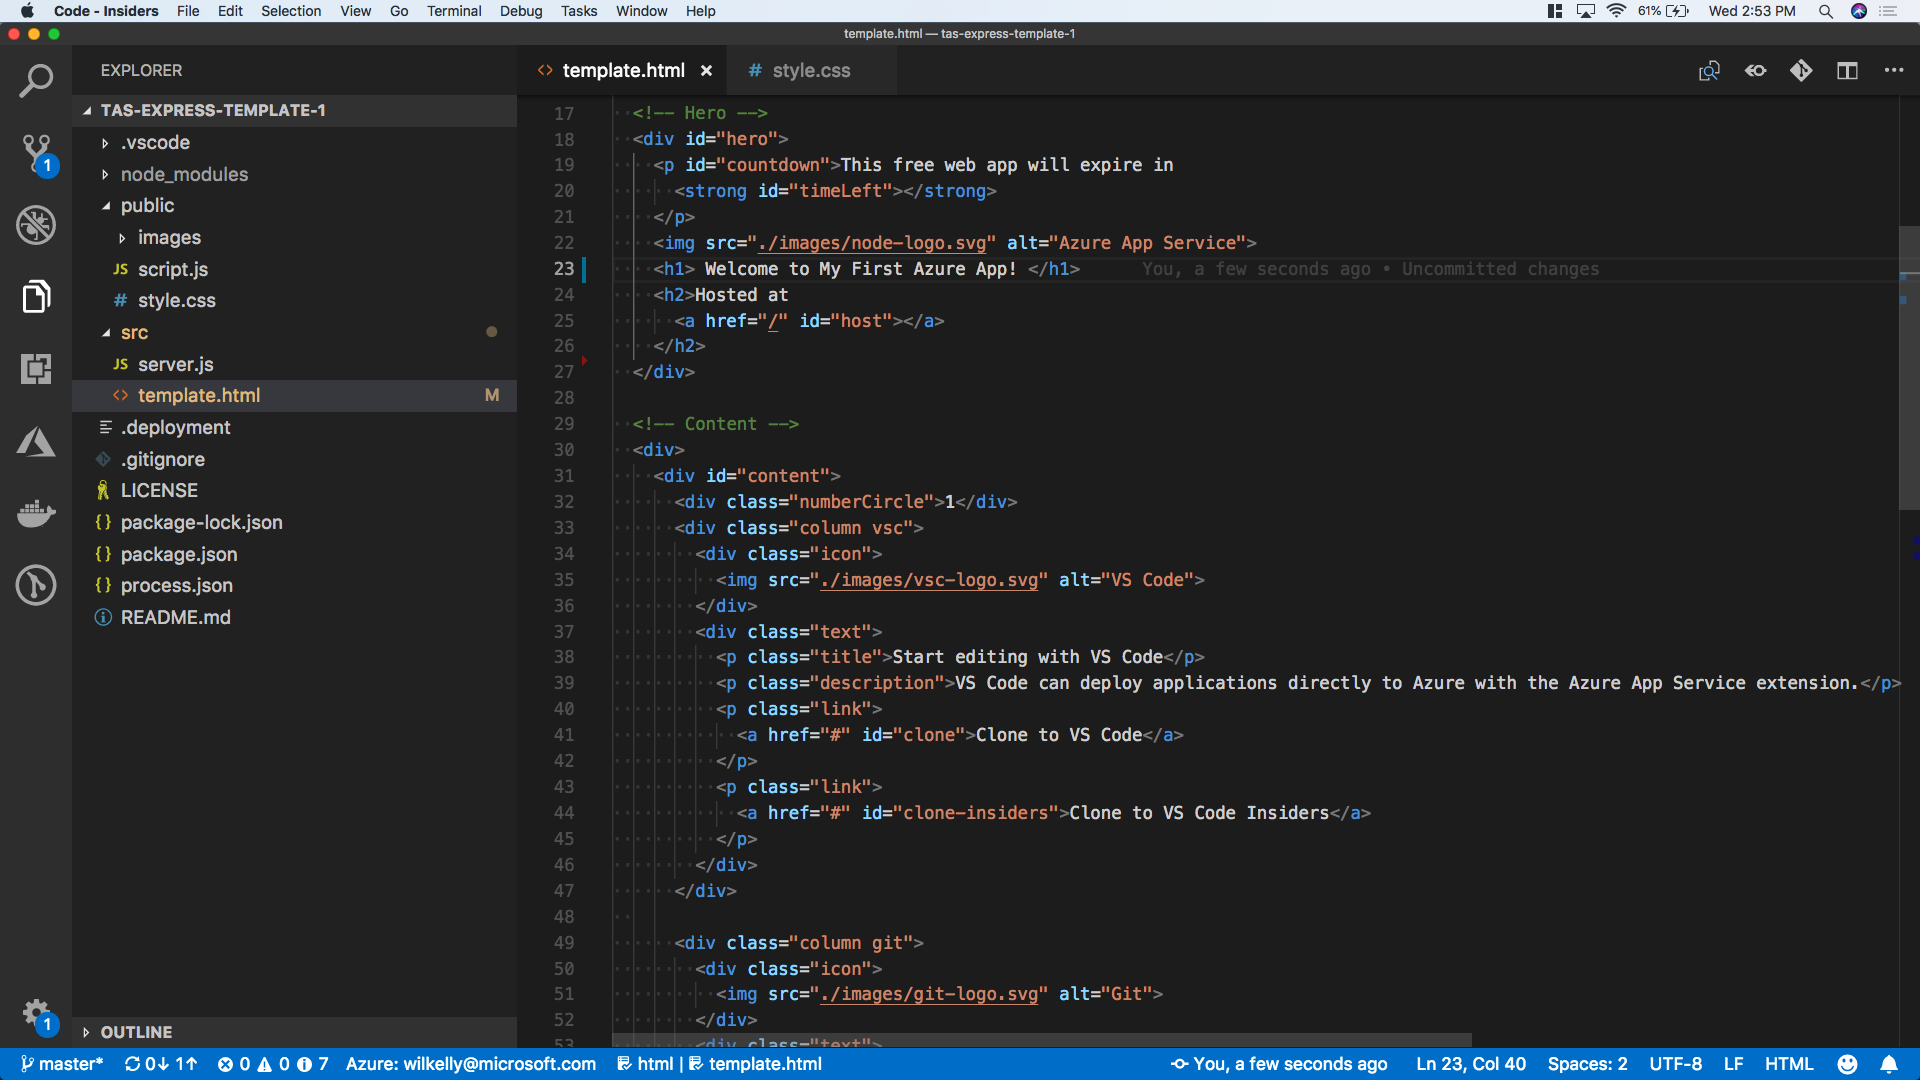 Code - Insiders File Edit Selection View Go Terminal Debug Tasks Window Help 61% Wed 2:53 PM
template.html — tas-express-template-1
EXPLORER
TAS-EXPRESS-TEMPLATE-1
.vscode
node_modules
public
images
JS script.js
# style.css
src
JS server.js
<> template.html M
.deployment
.gitignore
LICENSE
{} package-lock.json
{} package.json
{} process.json
README.md
OUTLINE
1
1
<> template.html ×
# style.css
17 <!-- Hero -->
18 <div id="hero">
19 <p id="countdown">This free web app will expire in
20 <strong id="timeLeft"></strong>
21 </p>
22 <img src="./images/node-logo.svg" alt="Azure App Service">
23 <h1> Welcome to My First Azure App! </h1> You, a few seconds ago • Uncommitted changes
24 <h2>Hosted at
25 <a href="/" id="host"></a>
26 </h2>
27 </div>
28
29 <!-- Content -->
30 <div>
31 <div id="content">
32 <div class="numberCircle">1</div>
33 <div class="column vsc">
34 <div class="icon">
35 <img src="./images/vsc-logo.svg" alt="VS Code">
36 </div>
37 <div class="text">
38 <p class="title">Start editing with VS Code</p>
39 <p class="description">VS Code can deploy applications directly to Azure with the Azure App Service extension.</p>
40 <p class="link">
41 <a href="#" id="clone">Clone to VS Code</a>
42 </p>
43 <p class="link">
44 <a href="#" id="clone-insiders">Clone to VS Code Insiders</a>
45 </p>
46 </div>
47 </div>
48
49 <div class="column git">
50 <div class="icon">
51 <img src="./images/git-logo.svg" alt="Git">
52 </div>
53 <div class="text">
master* 0↓ 1↑ 0 0 7 Azure: wilkelly@microsoft.com html | template.html You, a few seconds ago Ln 23, Col 40 Spaces: 2 UTF-8 LF HTML